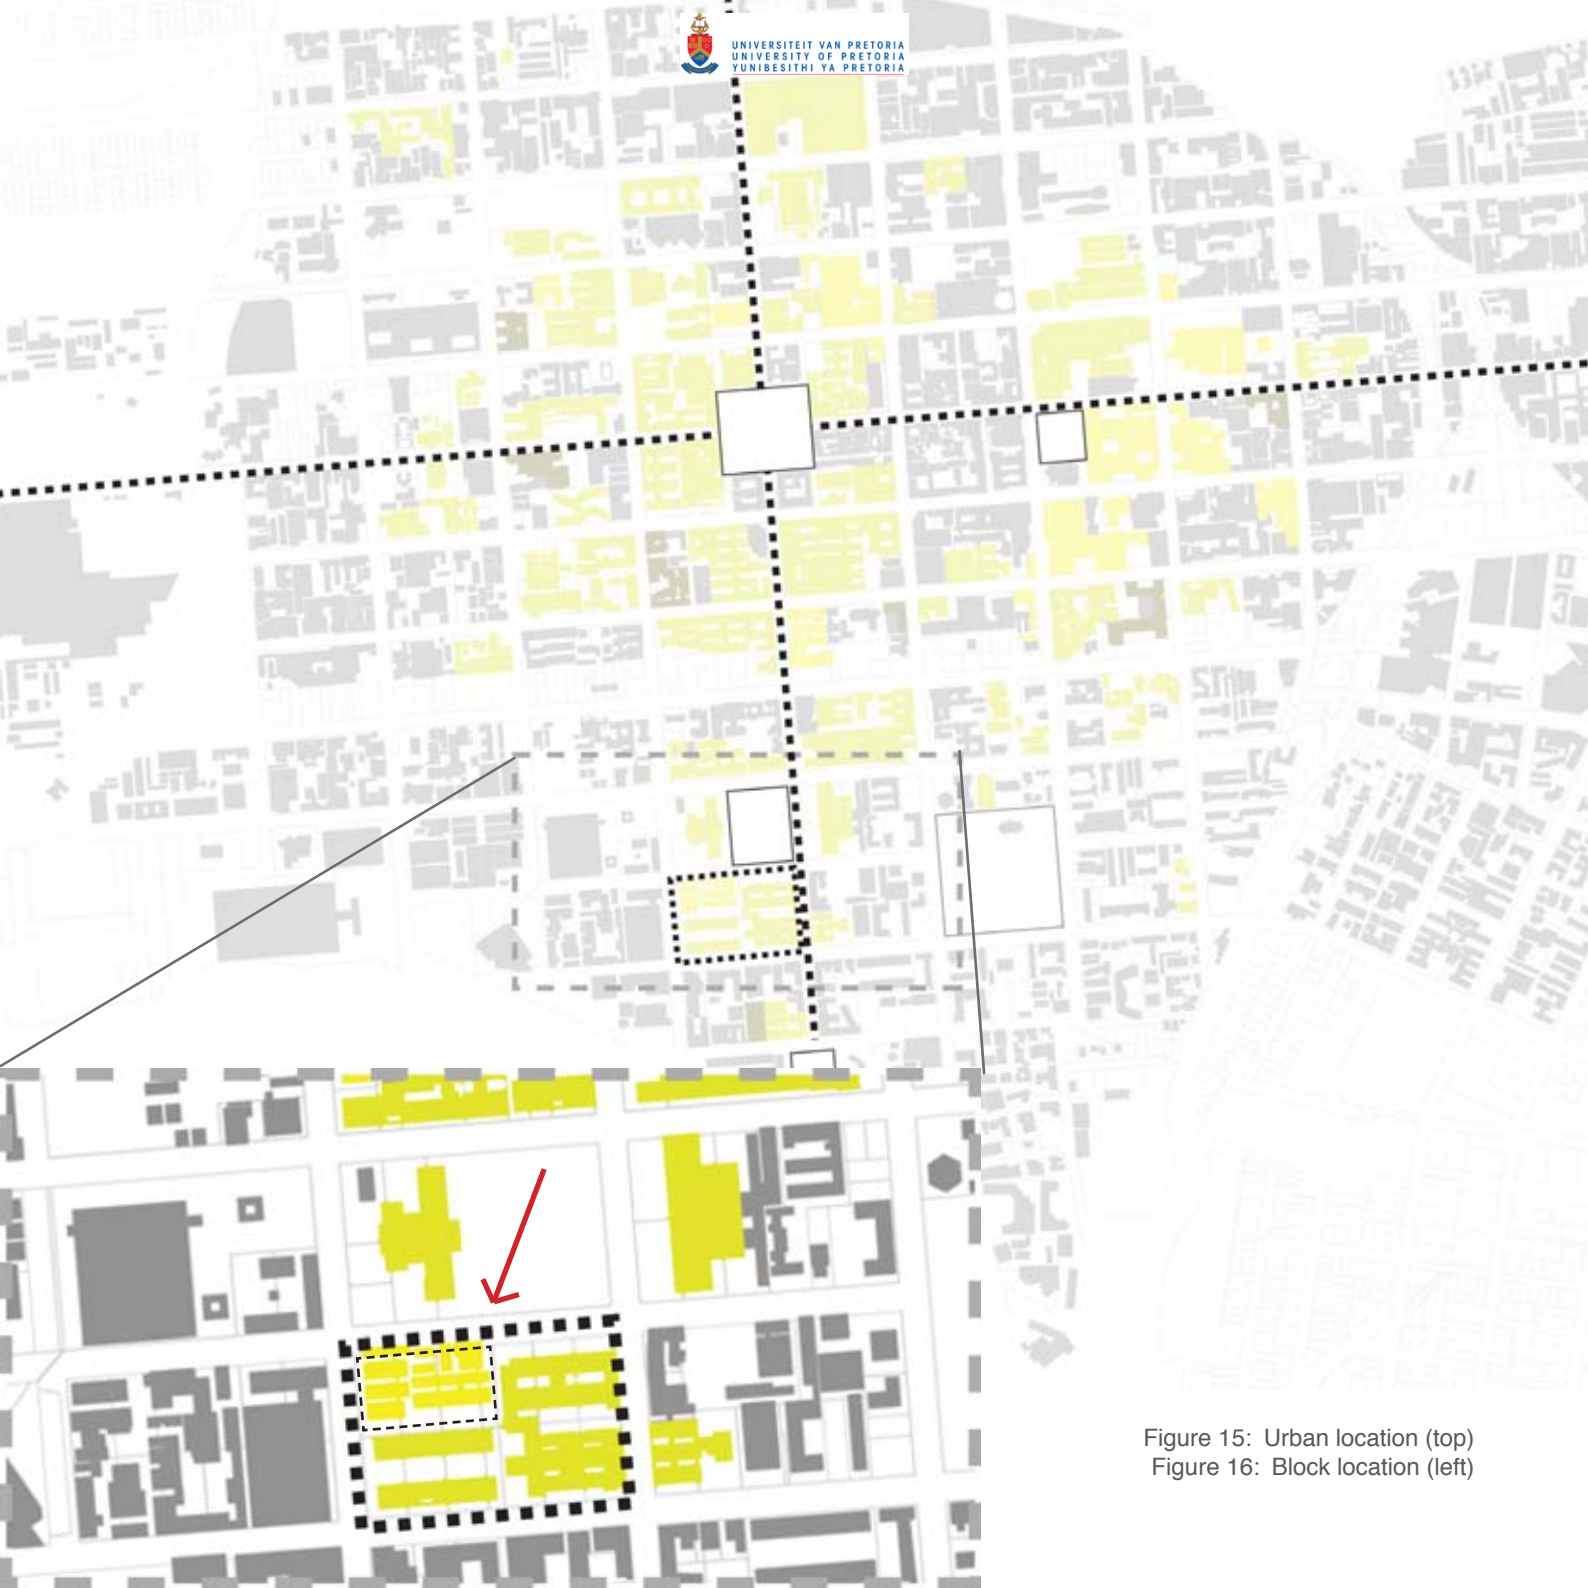 UNIVERSITEIT VAN PRETORIA
UNIVERSITY OF PRETORIA
YUNIBESITHI YA PRETORIA
Figure 15: Urban location (top)
Figure 16: Block location (left)